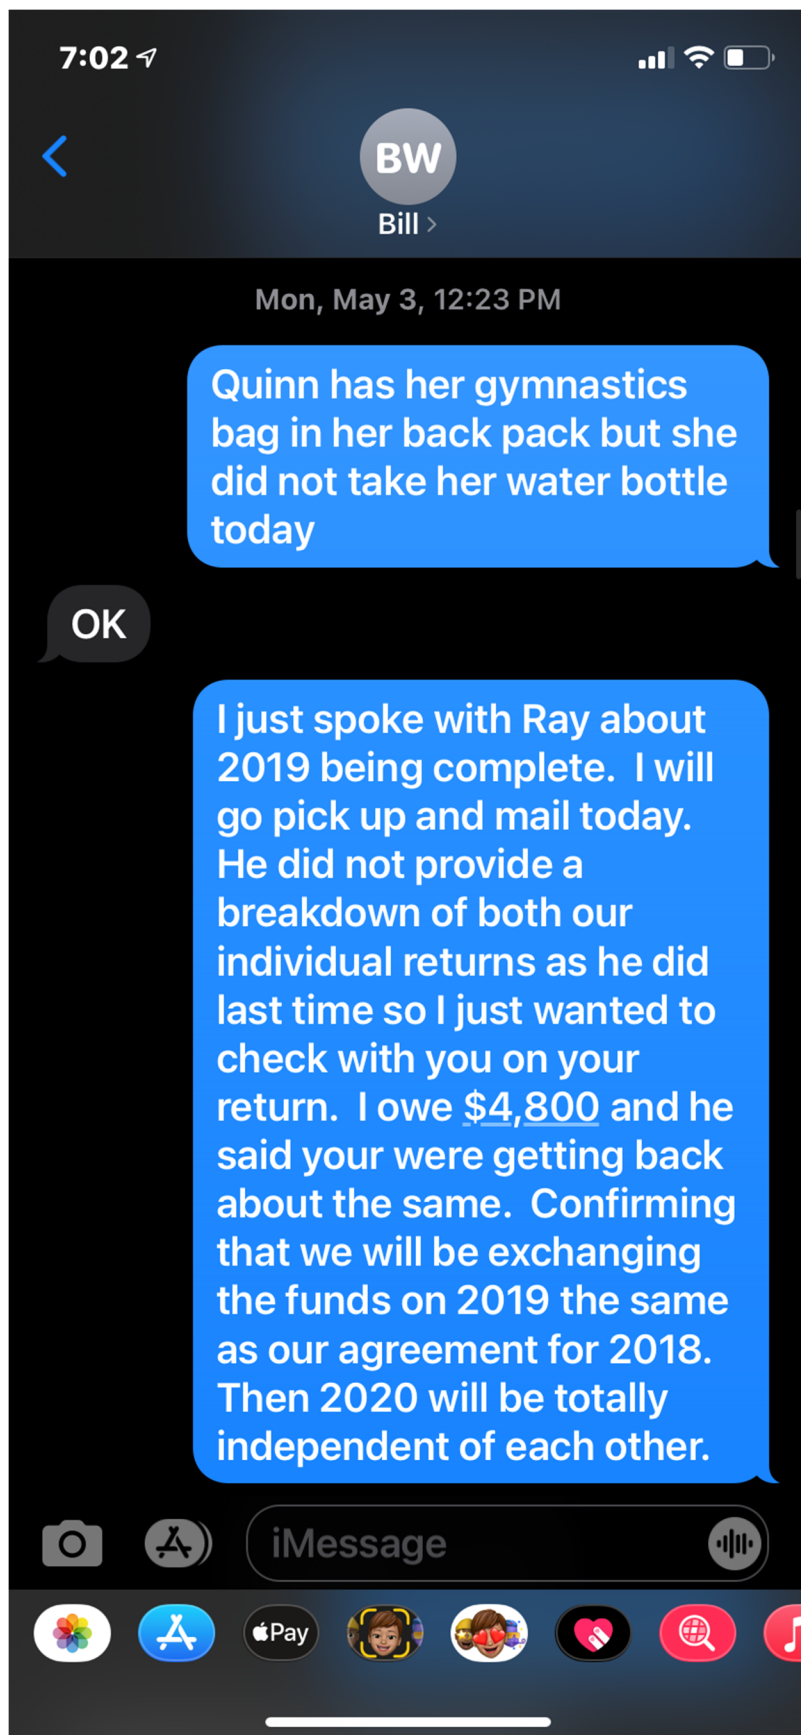 7:02
BW
Bill
Mon, May 3, 12:23 PM
Quinn has her gymnastics
bag in her back pack but she
did not take her water bottle
today
OK
I just spoke with Ray about
2019 being complete.  I will
go pick up and mail today.
He did not provide a
breakdown of both our
individual returns as he did
last time so I just wanted to
check with you on your
return.  I owe $4,800 and he
said your were getting back
about the same.  Confirming
that we will be exchanging
the funds on 2019 the same
as our agreement for 2018.
Then 2020 will be totally
independent of each other.
iMessage
Pay